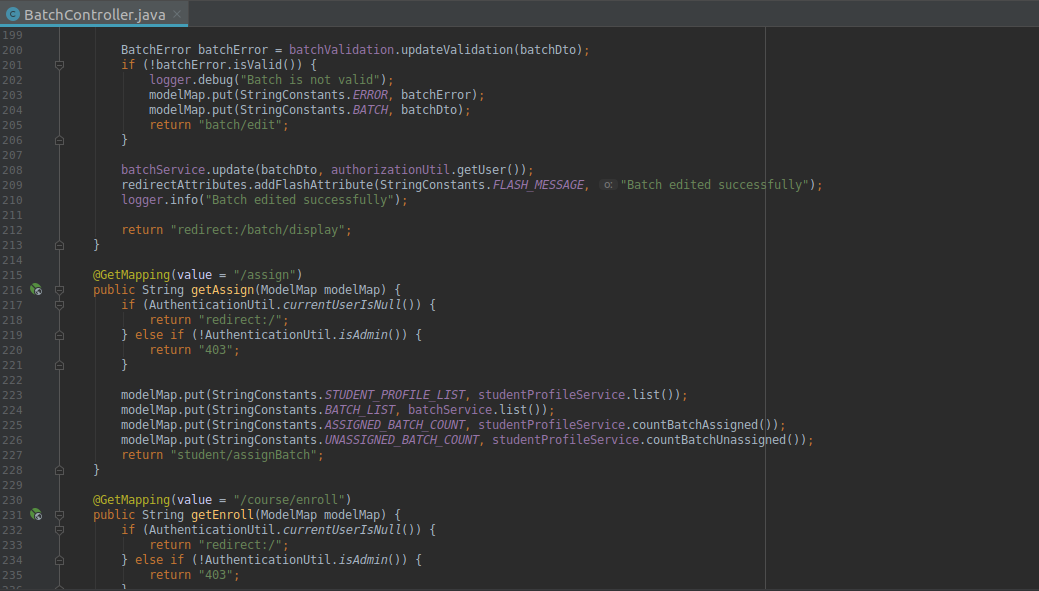 BatchController.java
199
200 BatchError batchError = batchValidation.updateValidation(batchDto);
201 if (!batchError.isValid()) {
202 logger.debug("Batch is not valid");
203 modelMap.put(StringConstants.ERROR, batchError);
204 modelMap.put(StringConstants.BATCH, batchDto);
205 return "batch/edit";
206 }
207
208 batchService.update(batchDto, authorizationUtil.getUser());
209 redirectAttributes.addFlashAttribute(StringConstants.FLASH_MESSAGE, o: "Batch edited successfully");
210 logger.info("Batch edited successfully");
211
212 return "redirect:/batch/display";
213 }
214
215 @GetMapping(value = "/assign")
216 public String getAssign(ModelMap modelMap) {
217 if (AuthenticationUtil.currentUserIsNull()) {
218 return "redirect:/";
219 } else if (!AuthenticationUtil.isAdmin()) {
220 return "403";
221 }
222
223 modelMap.put(StringConstants.STUDENT_PROFILE_LIST, studentProfileService.list());
224 modelMap.put(StringConstants.BATCH_LIST, batchService.list());
225 modelMap.put(StringConstants.ASSIGNED_BATCH_COUNT, studentProfileService.countBatchAssigned());
226 modelMap.put(StringConstants.UNASSIGNED_BATCH_COUNT, studentProfileService.countBatchUnassigned());
227 return "student/assignBatch";
228 }
229
230 @GetMapping(value = "/course/enroll")
231 public String getEnroll(ModelMap modelMap) {
232 if (AuthenticationUtil.currentUserIsNull()) {
233 return "redirect:/";
234 } else if (!AuthenticationUtil.isAdmin()) {
235 return "403";